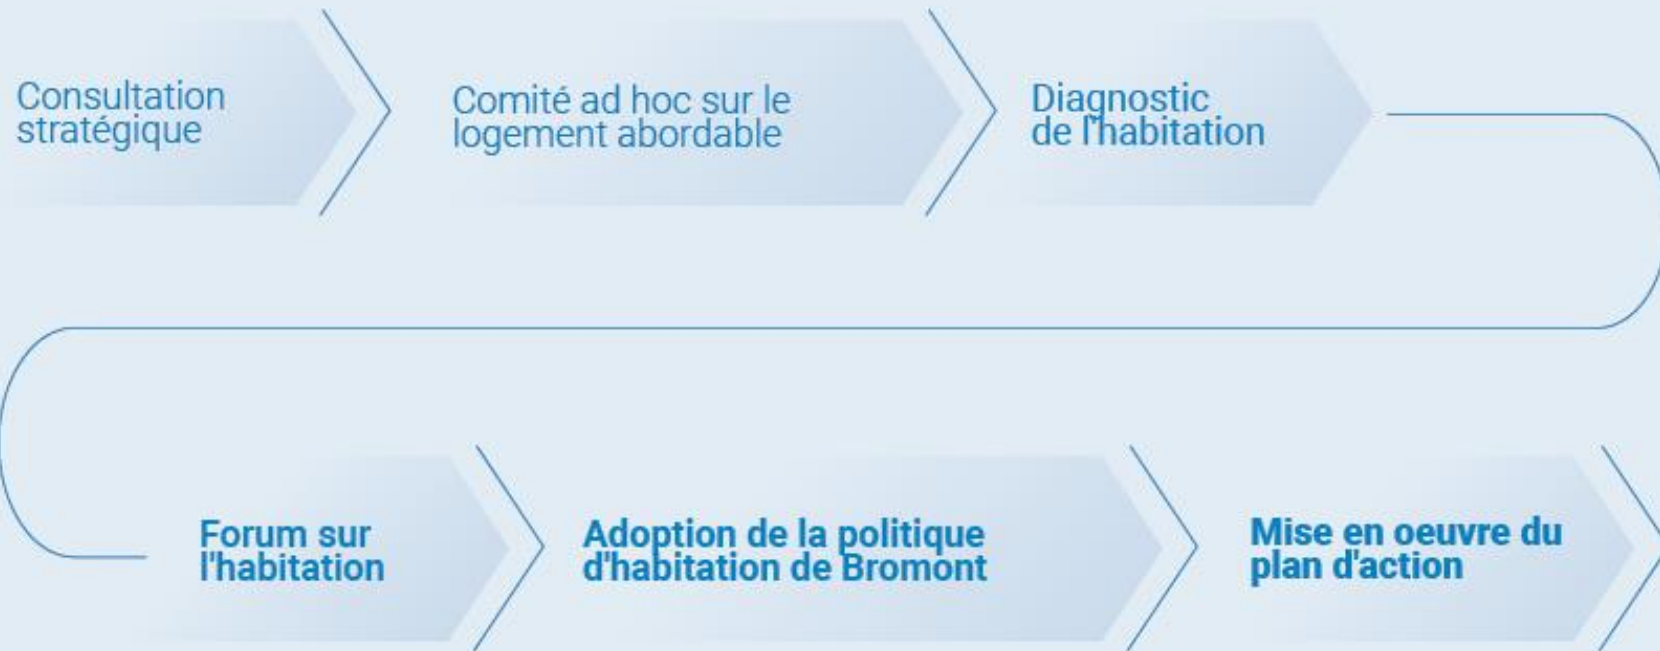 Consultation
stratégique
Comité ad hoc sur le
logement abordable
Diagnostic
de l'habitation
Forum sur
l'habitation
Adoption de la politique
d'habitation de Bromont
Mise en oeuvre du
plan d'action